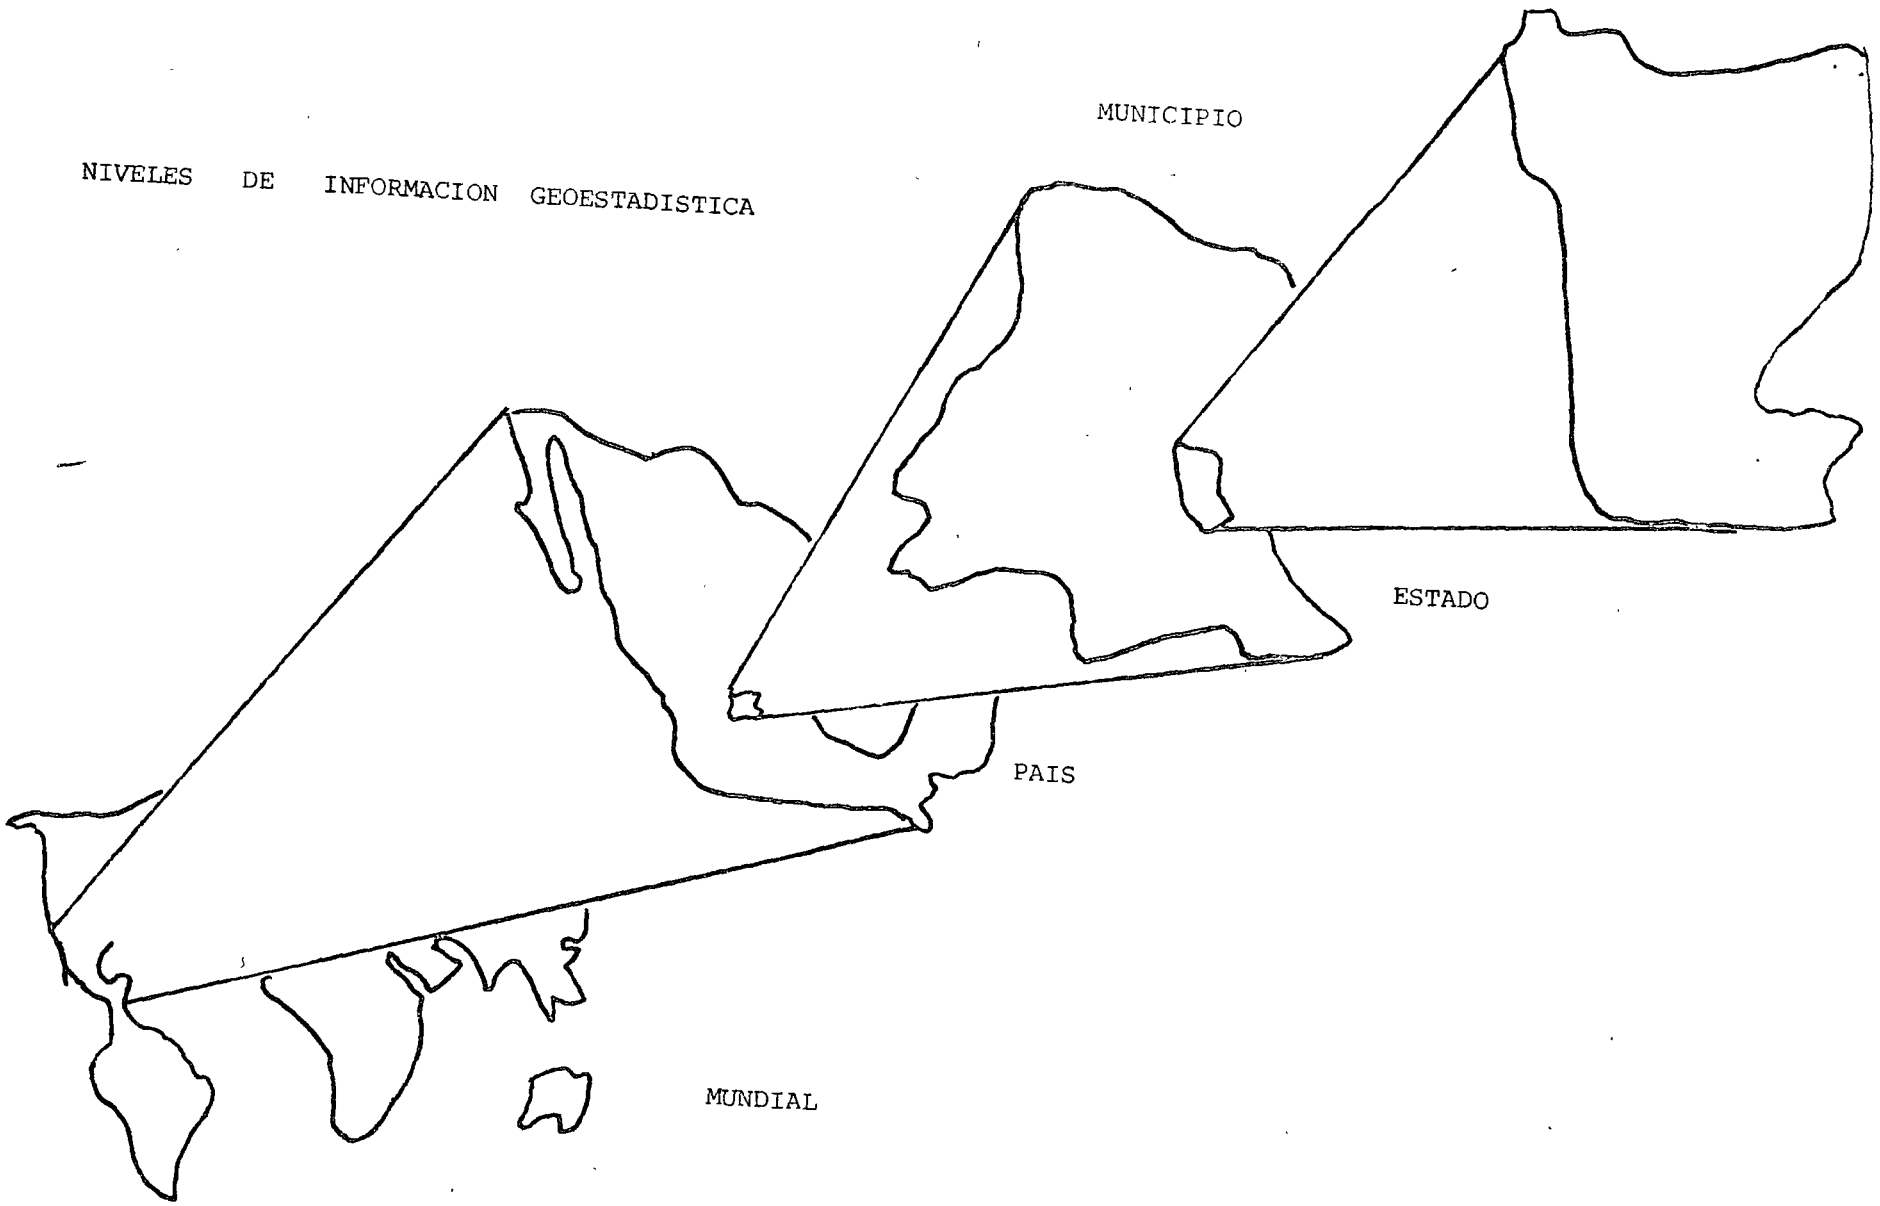 MUNICIPIO
NIVELES DE INFORMACION GEOESTADISTICA
ESTADO
PAIS
MUNDIAL